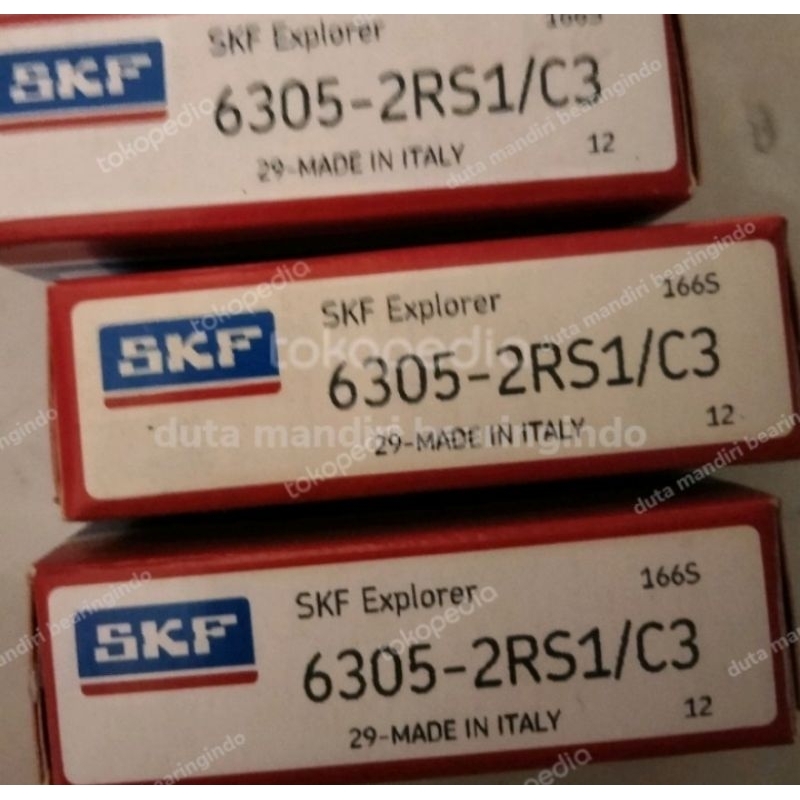 SKF
SKF Explorer
166S
6305-2RS1/C3
29-MADE IN ITALY
12
SKF
SKF Explorer
166S
6305-2RS1/C3
29-MADE IN ITALY
12
SKF
SKF Explorer
166S
6305-2RS1/C3
29-MADE IN ITALY
12
tokopedia
duta mandiri bearingindo